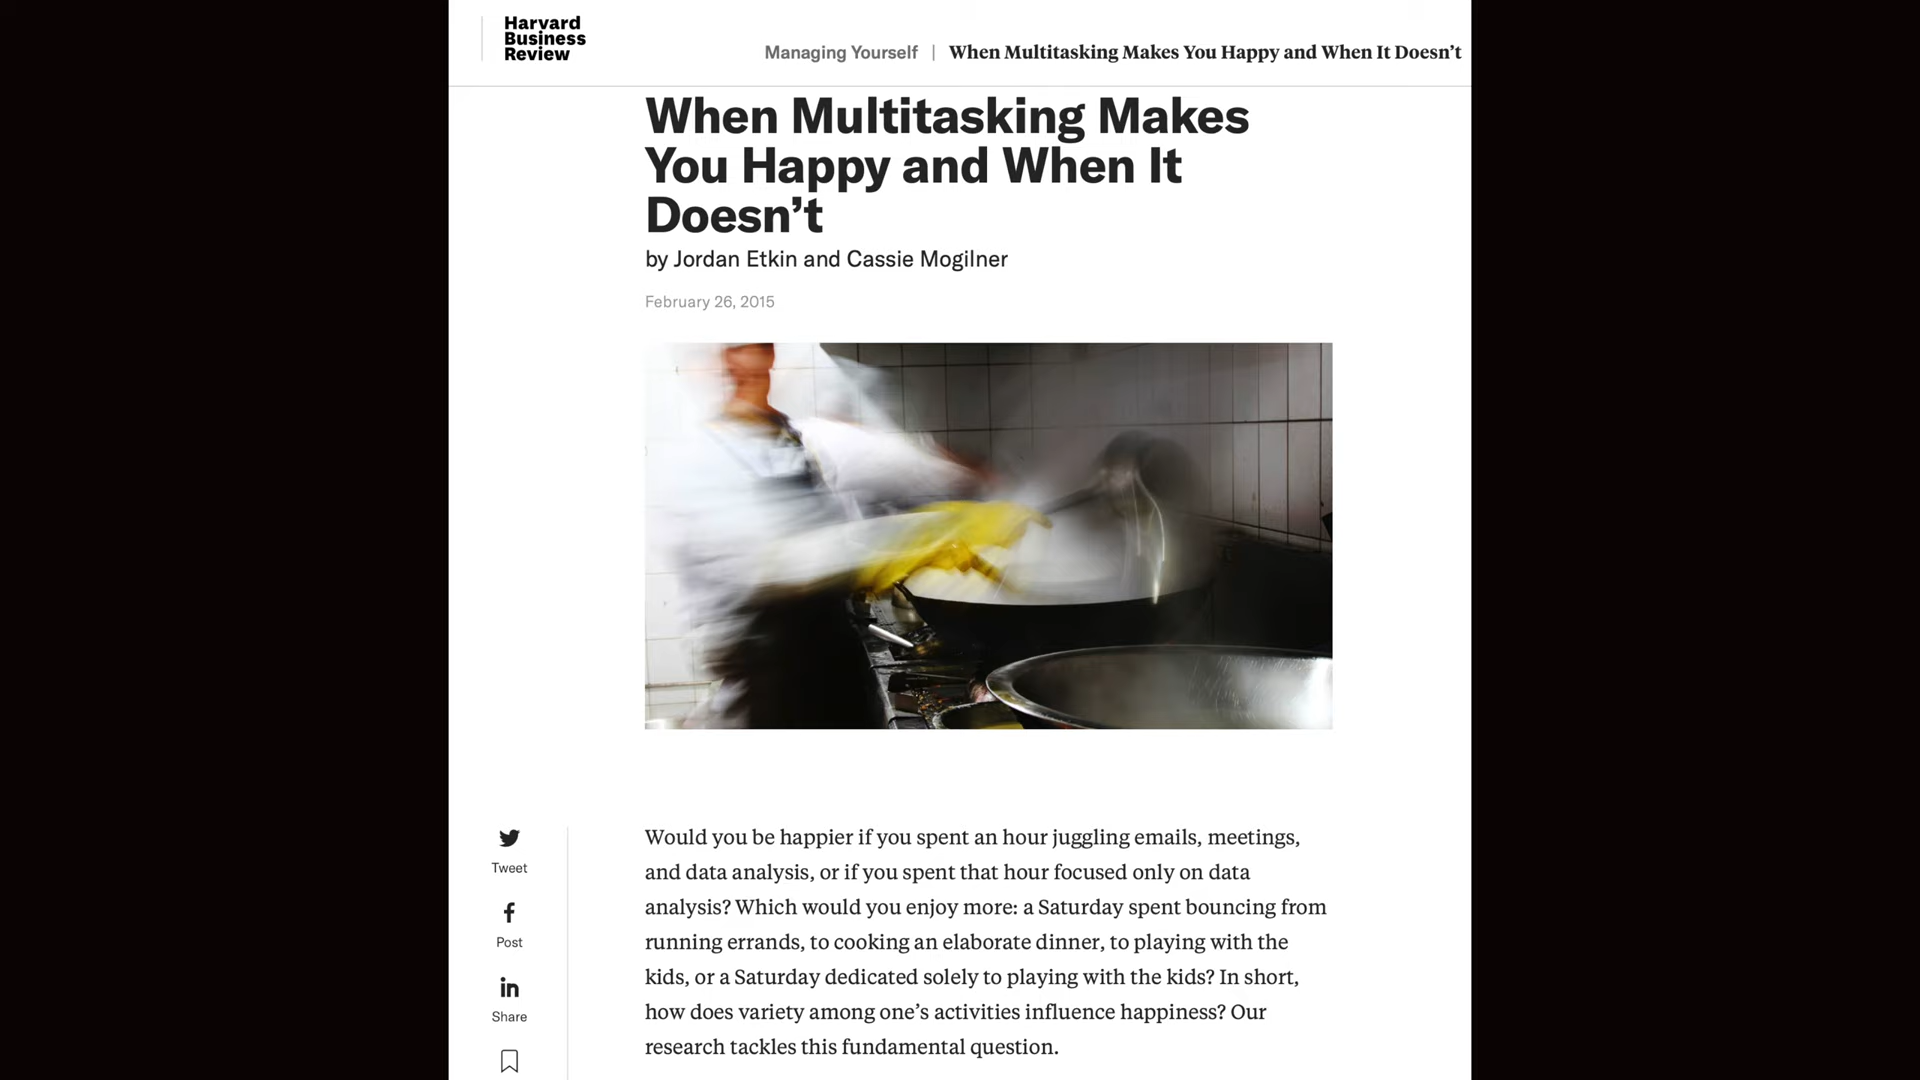 Harvard
Business
Review
Managing Yourself | When Multitasking Makes You Happy and When It Doesn’t
When Multitasking Makes
You Happy and When It
Doesn’t
by Jordan Etkin and Cassie Mogilner
February 26, 2015
Tweet
Post
Share
Would you be happier if you spent an hour juggling emails, meetings,
and data analysis, or if you spent that hour focused only on data
analysis? Which would you enjoy more: a Saturday spent bouncing from
running errands, to cooking an elaborate dinner, to playing with the
kids, or a Saturday dedicated solely to playing with the kids? In short,
how does variety among one’s activities influence happiness? Our
research tackles this fundamental question.